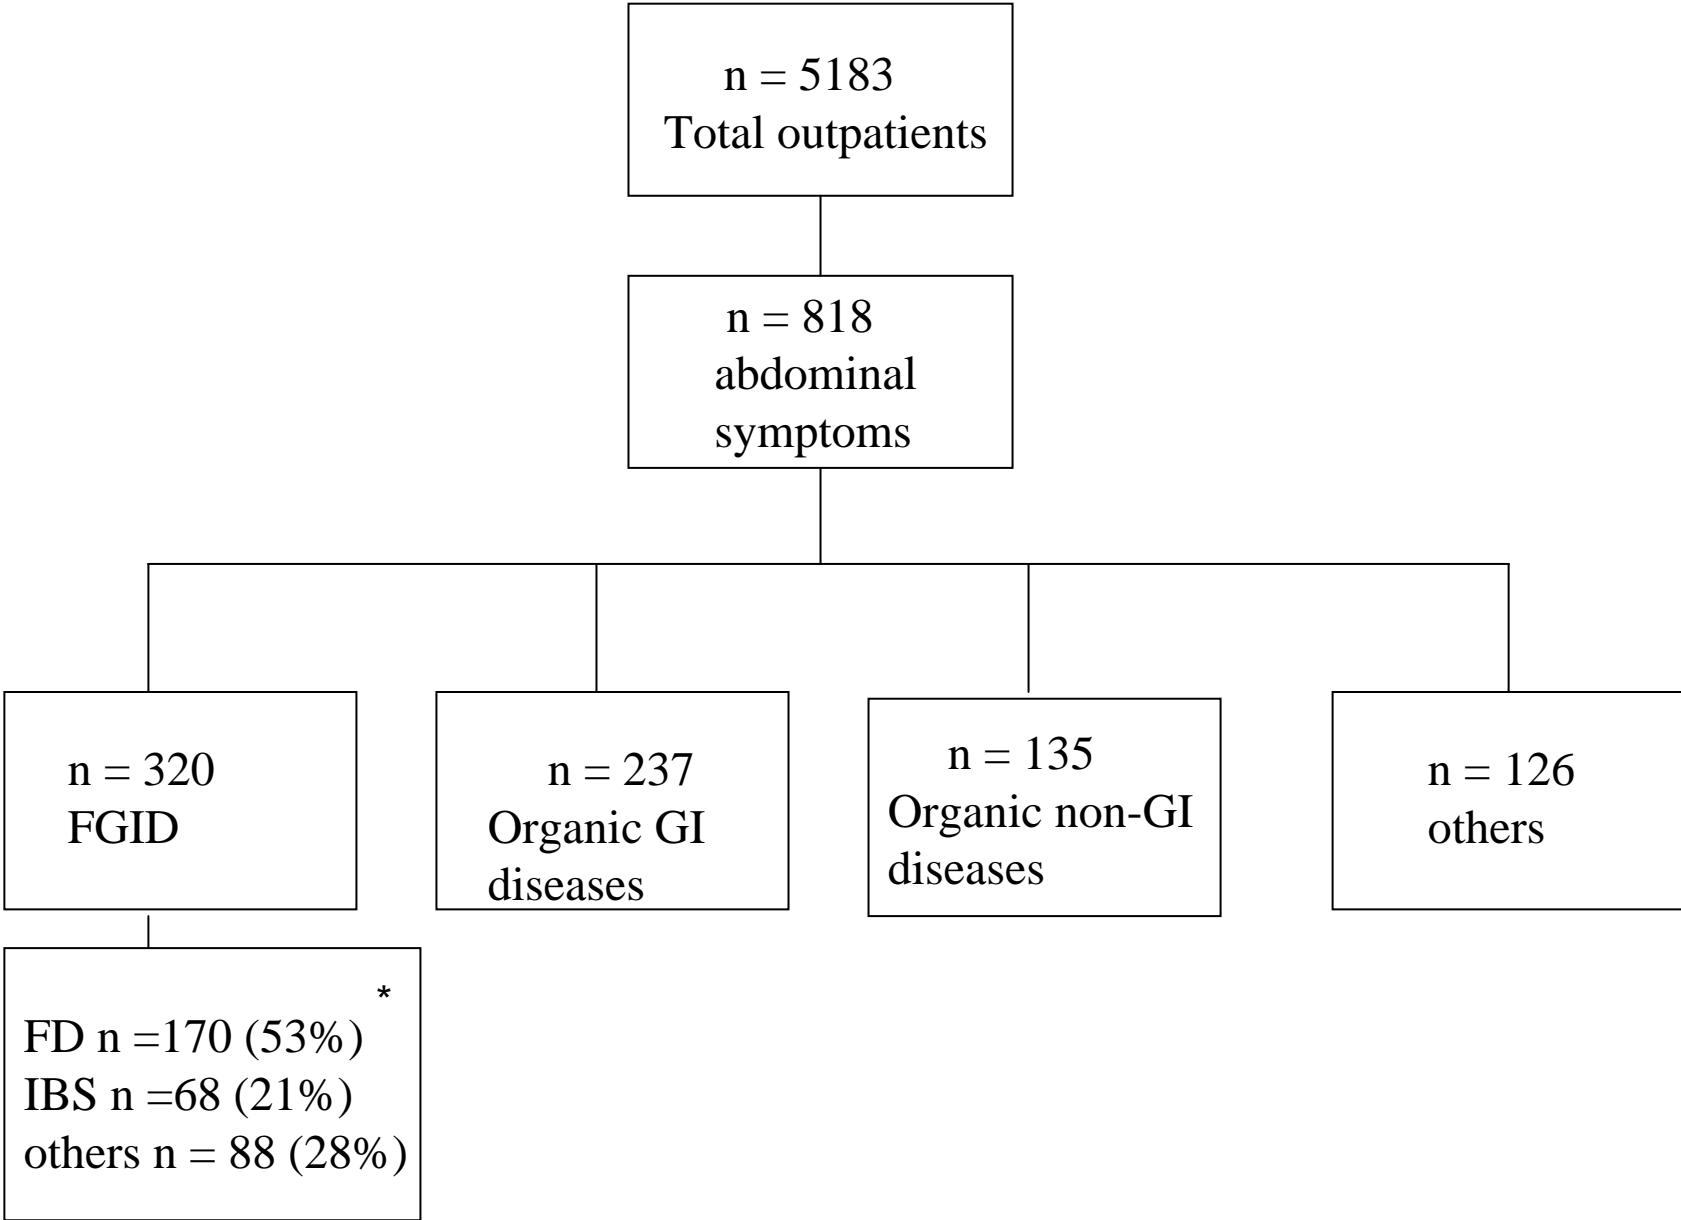 n = 5183
Total outpatients
n = 818
abdominal
symptoms
n = 320
FGID
n = 237
Organic GI
diseases
n = 135
Organic non-GI
diseases
n = 126
others
*
FD n =170 (53%)
IBS n =68 (21%)
others n = 88 (28%)